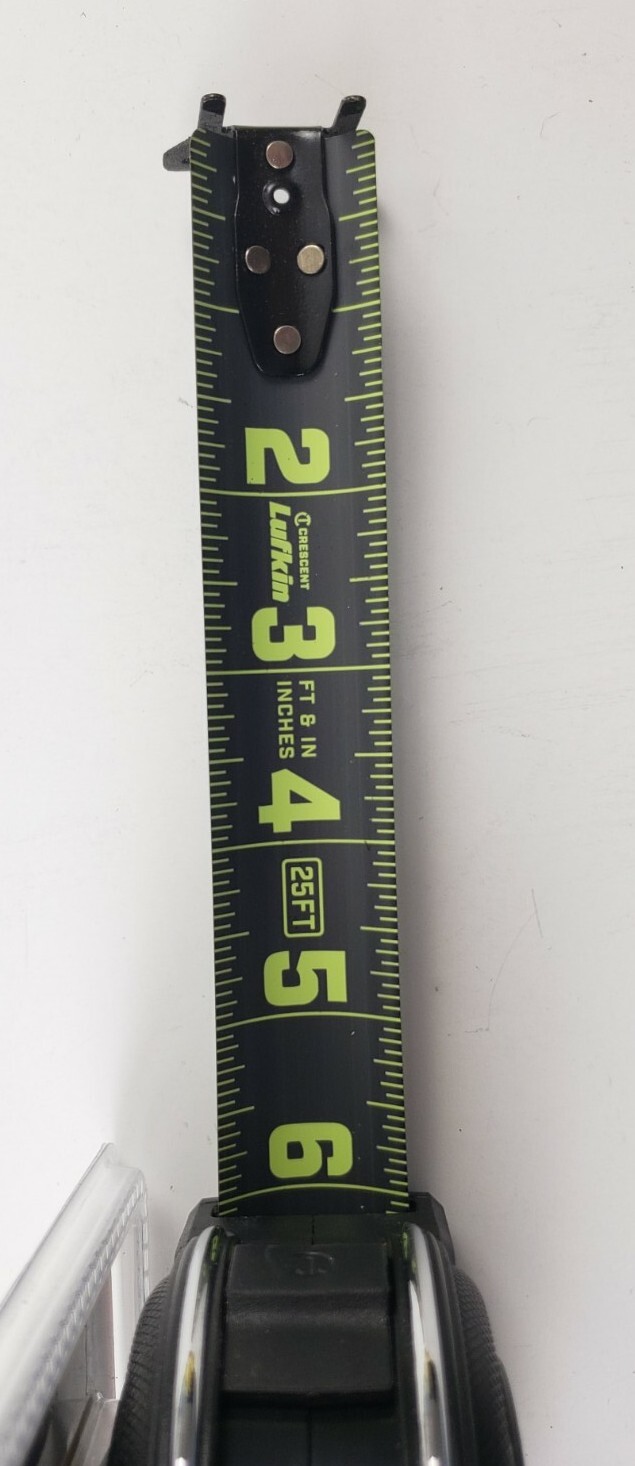 2
CRESCENT
Lufkin
3
FT & IN
INCHES
4
25FT
5
6